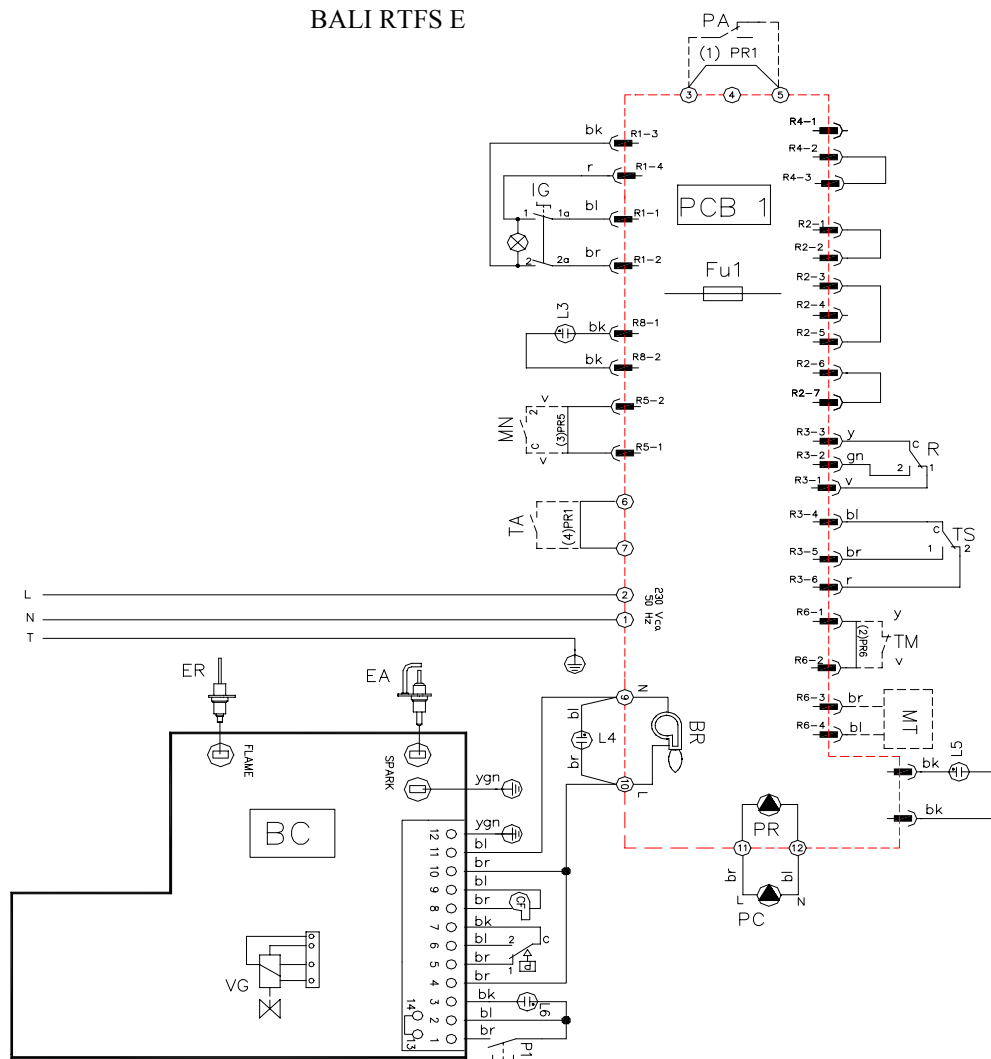 BALI RTFS E
PA
(1) PR1
3
4
5
bk
R1-3
r
R1-4
IG
1
1a
bl
R1-1
2
2a
br
R1-2
PCB 1
Fu1
L3
bk
R8-1
bk
R8-2
MN
2
C
v
v
(3)PR5
R5-2
R5-1
TA
(4)PR1
6
7
L
2
N
1
T
230 Vca
50 Hz
R4-1
R4-2
R4-3
R2-1
R2-2
R2-3
R2-4
R2-5
R2-6
R2-7
R3-3
y
R3-2
gn
R3-1
v
C
2
1
R
R3-4
bl
R3-5
br
R3-6
r
C
1
2
TS
R6-1
y
R6-2
v
(2)PR6
TM
R6-3
br
R6-4
bl
MT
bk
L5
bk
9
N
bl
L4
br
10
L
BR
PR
11
12
br
bl
L
N
PC
ER
EA
FLAME
SPARK
ygn
BC
VG
12
ygn
11
bl
10
br
9
bl
8
br
CF
7
bk
6
bl
5
br
2
C
1
P
4
br
3
bk
L6
2
bl
1
br
14
13
P1